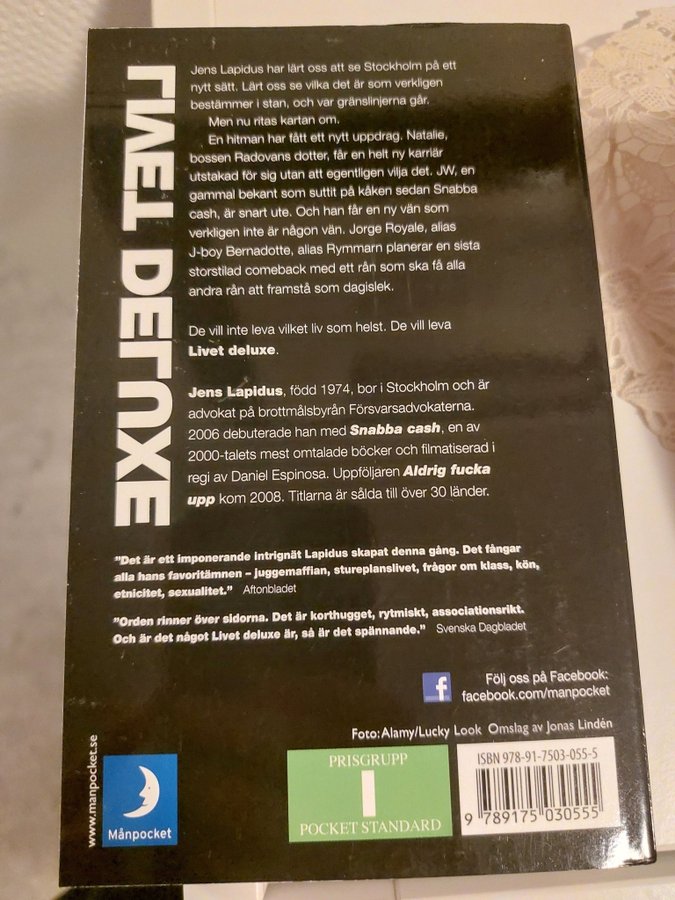 LIVET DELUXE
Jens Lapidus har lärt oss att se Stockholm på ett
nytt sätt. Lärt oss se vilka det är som verkligen
bestämmer i stan, och var gränslinjerna går.
Men nu ritas kartan om.
En hitman har fått ett nytt uppdrag. Natalie,
bossen Radovans dotter, får en helt ny karriär
utstakad för sig utan att egentligen vilja det. JW, en
gammal bekant som suttit på kåken sedan Snabba
cash, är snart ute. Och han får en ny vän som
verkligen inte är någon vän. Jorge Royale, alias
J-boy Bernadotte, alias Rymmarn planerar en sista
storstilad comeback med ett rån som ska få alla
andra rån att framstå som dagislek.
De vill inte leva vilket liv som helst. De vill leva
Livet deluxe.
Jens Lapidus, född 1974, bor i Stockholm och är
advokat på brottmålsbyrån Försvarsadvokaterna.
2006 debuterade han med Snabba cash, en av
2000-talets mest omtalade böcker och filmatiserad i
regi av Daniel Espinosa. Uppföljaren Aldrig fucka
upp kom 2008. Titlarna är sålda till över 30 länder.
"Det är ett imponerande intrignät Lapidus skapat denna gång. Det fångar
alla hans favoritämnen – juggemaffian, stureplanslivet, frågor om klass, kön,
etnicitet, sexualitet." Aftonbladet
"Orden rinner över sidorna. Det är korthugget, rytmiskt, associationsrikt.
Och är det något Livet deluxe är, så är det spännande." Svenska Dagbladet
f
Följ oss på Facebook:
facebook.com/manpocket
Foto: Alamy/Lucky Look Omslag av Jonas Lindén
www.manpocket.se
Månpocket
PRISGRUPP
1
POCKET STANDARD
ISBN 978-91-7503-055-5
9 789175 030555